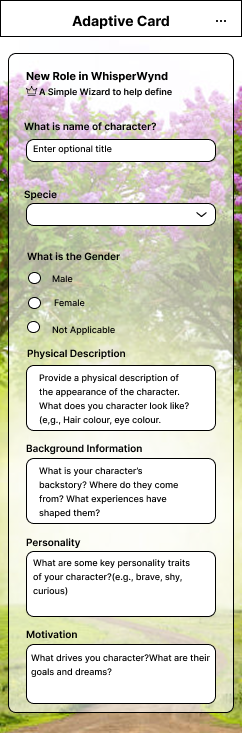 Adaptive Card
New Role in WhisperWynd
A Simple Wizard to help define
What is name of character?
Enter optional title
Specie
What is the Gender
Male
Female
Not Applicable
Physical Description
Provide a physical description of
the appearance of the character.
What does you character look like?
(e,g., Hair colour, eye colour.
Background Information
What is your character's
backstory? Where do they come
from? What experiences have
shaped them?
Personality
What are some key personality traits
of your character?(e.g., brave, shy,
curious)
Motivation
What drives you character?What are their
goals and dreams?